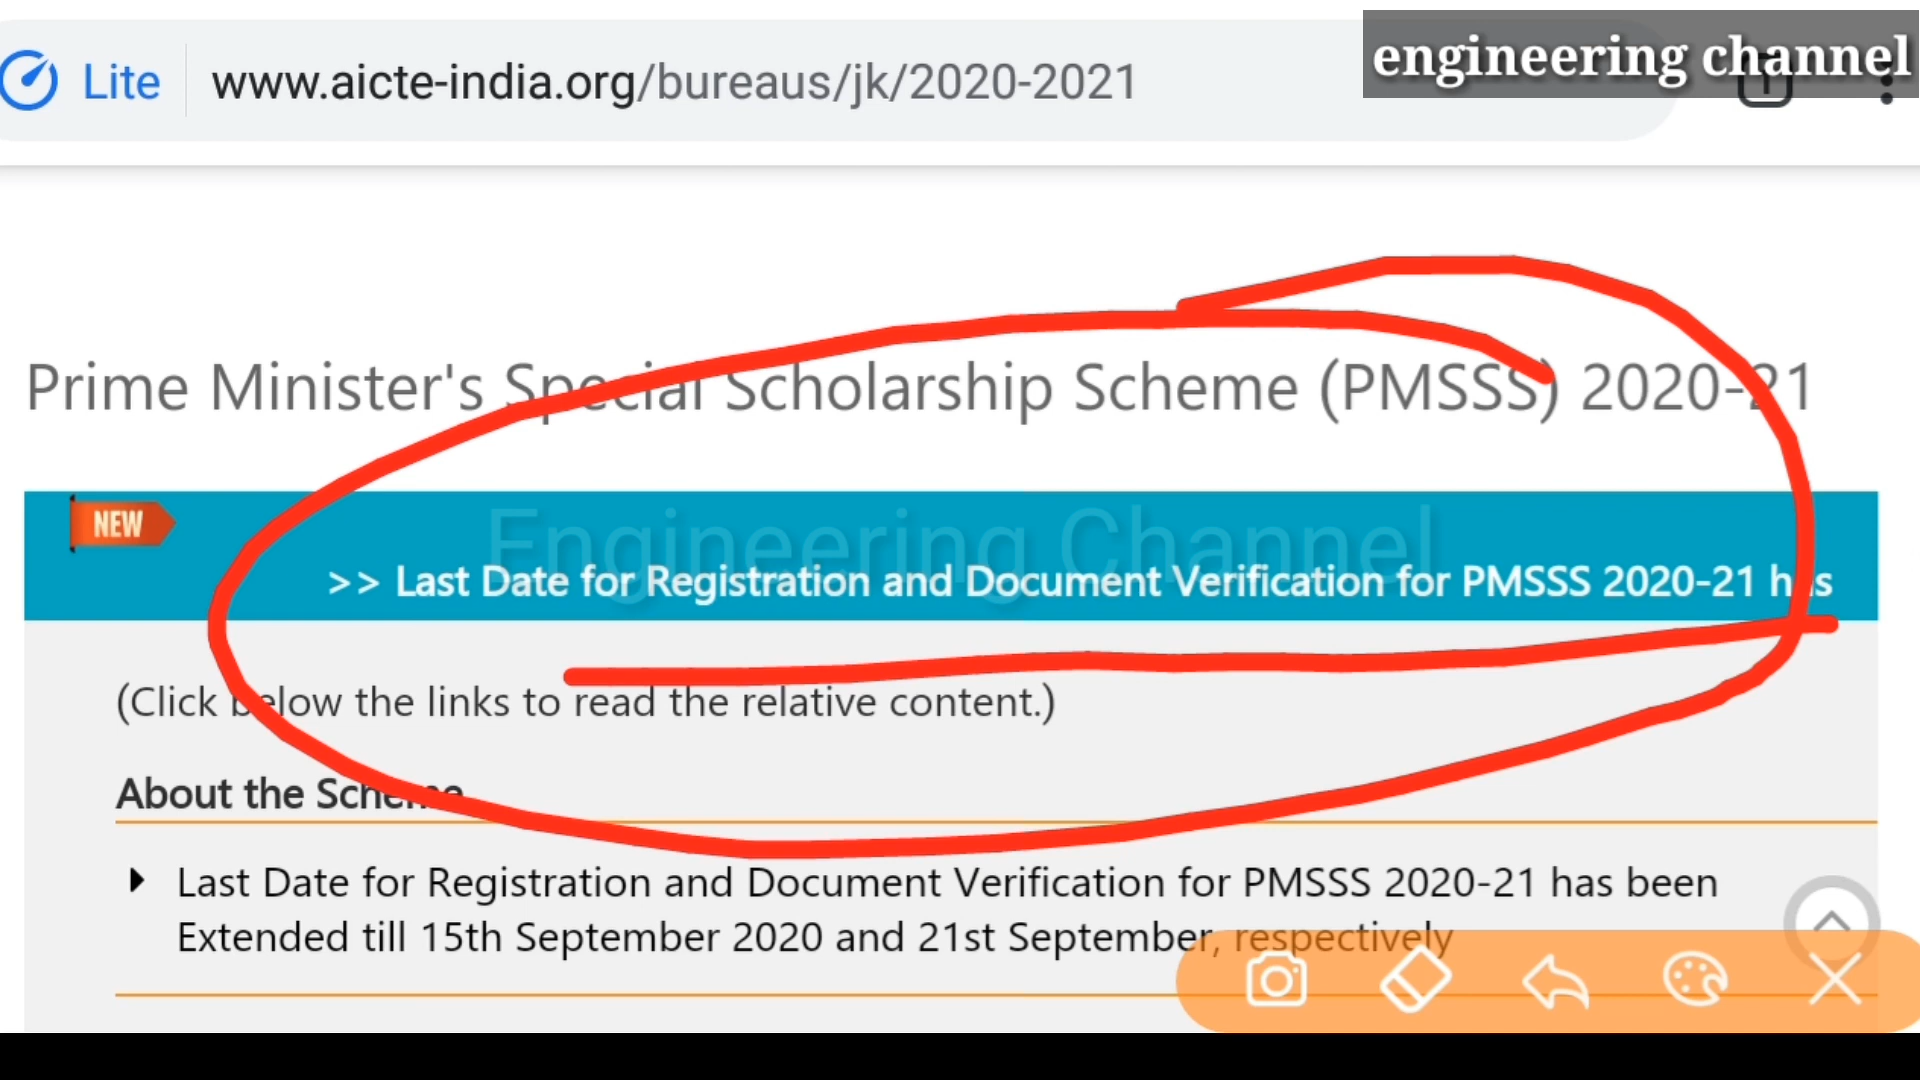 engineering channel
Lite www.aicte-india.org/bureaus/jk/2020-2021
1
Prime Minister's Special Scholarship Scheme (PMSSS) 2020-21
NEW
Engineering Channel
>> Last Date for Registration and Document Verification for PMSSS 2020-21 has
(Click below the links to read the relative content.)
About the Scheme
Last Date for Registration and Document Verification for PMSSS 2020-21 has been
Extended till 15th September 2020 and 21st September, respectively